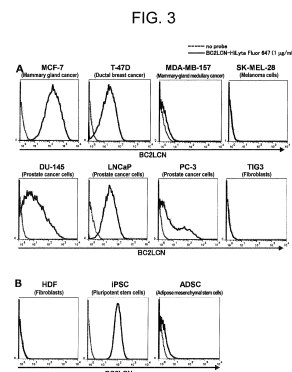 FIG. 3
no probe
BC2LCN-HiLyte Fluor 647 (1 µg/ml
A
MCF-7 T-47D MDA-MB-157 SK-MEL-28
(Mammary gland cancer) (Ductal breast cancer) (Mammary gland medullary cancer) (Melanoma cells)
BC2LCN
DU-145 LNCaP PC-3 TIG3
(Prostate cancer cells) (Prostate cancer cells) (Prostate cancer cells) (Fibroblasts)
BC2LCN
B
HDF iPSC ADSC
(Fibroblasts) (Pluripotent stem cells) (Adipose mesenchymal stem cells)
BC2LCN